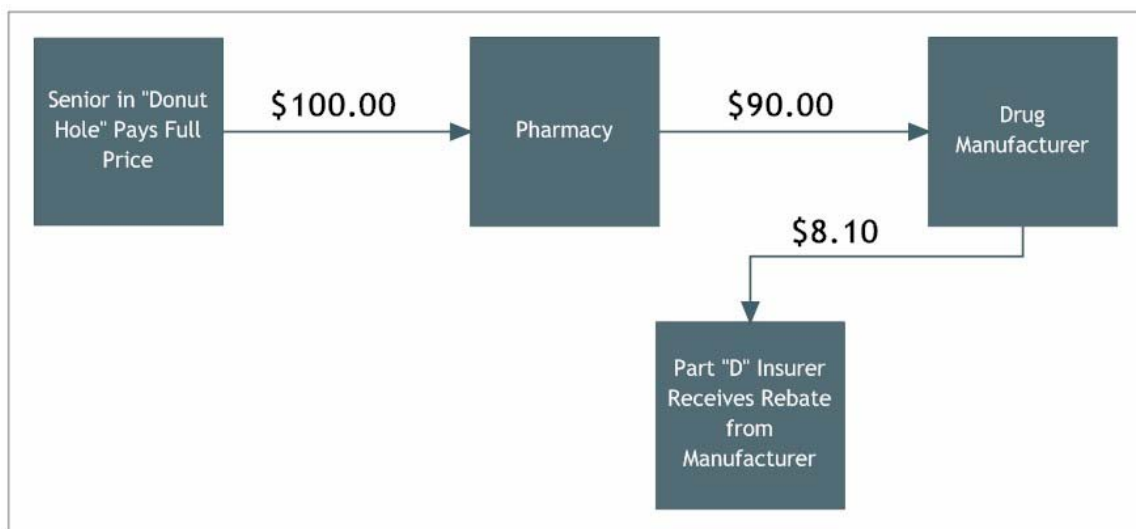 Senior in "Donut
Hole" Pays Full
Price
$100.00
Pharmacy
$90.00
Drug
Manufacturer
$8.10
Part "D" Insurer
Receives Rebate
from
Manufacturer